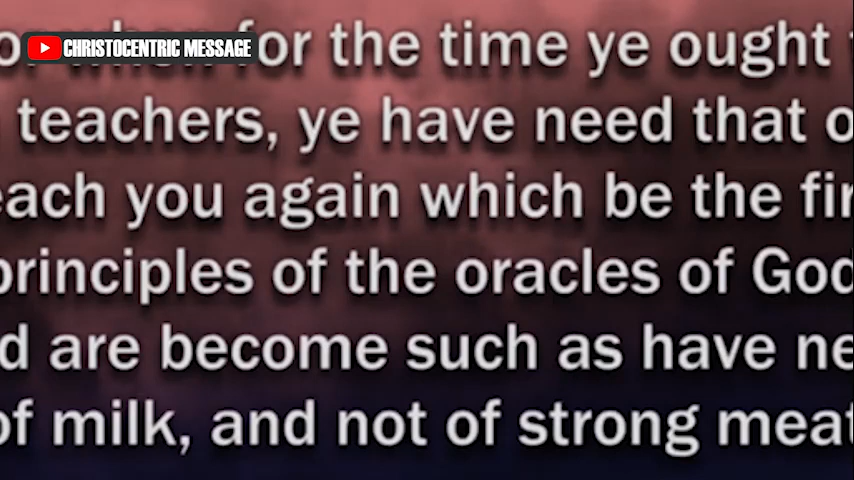 CHRISTOCENTRIC MESSAGE
for the time ye ought
teachers, ye have need that o
each you again which be the fir
principles of the oracles of God
d are become such as have ne
of milk, and not of strong meat